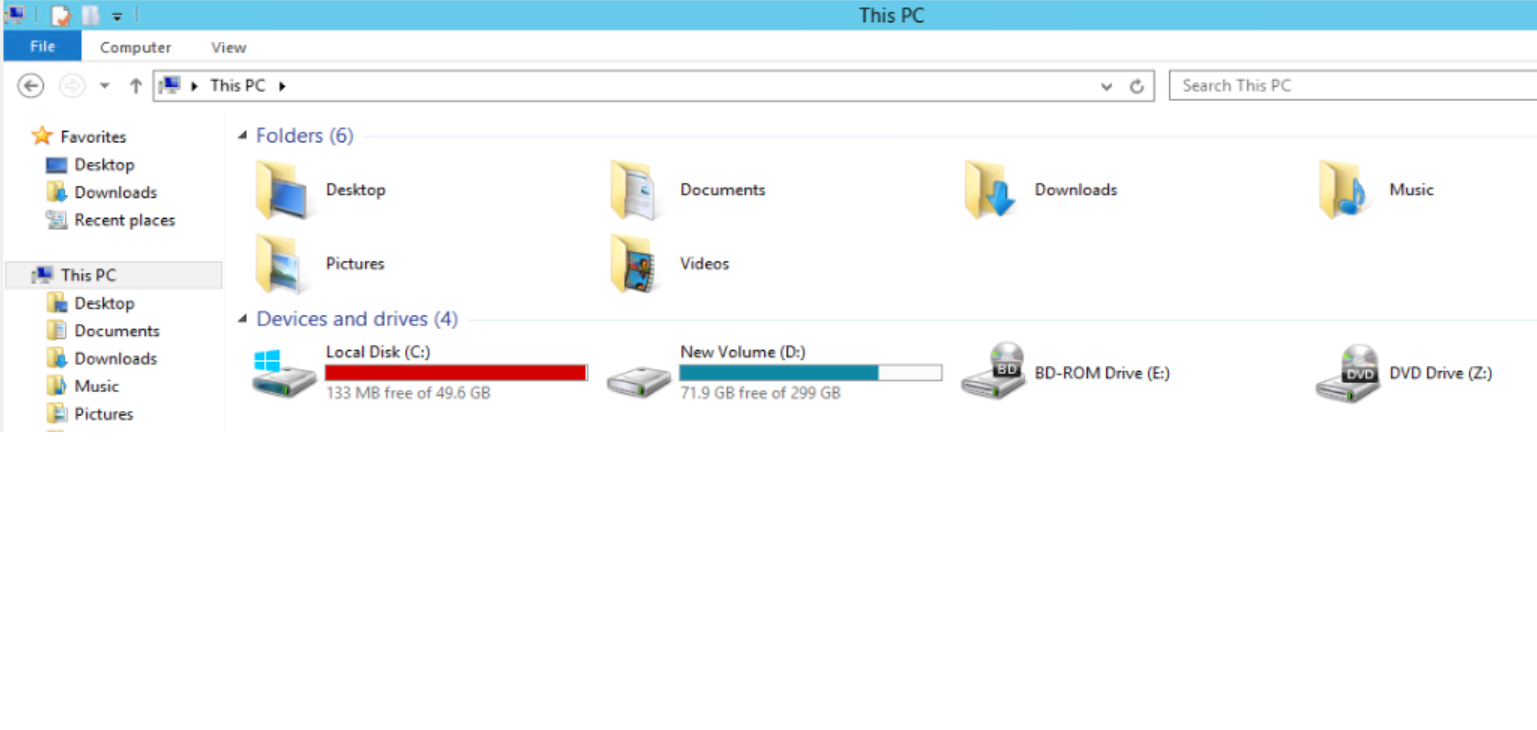 This PC
File Computer View
This PC
Search This PC
Favorites
Desktop
Downloads
Recent places
This PC
Desktop
Documents
Downloads
Music
Pictures
Folders (6)
Desktop Documents Downloads Music
Pictures Videos
Devices and drives (4)
Local Disk (C:)
133 MB free of 49.6 GB
New Volume (D:)
71.9 GB free of 299 GB
BD
BD-ROM Drive (E:)
DVD
DVD Drive (Z:)